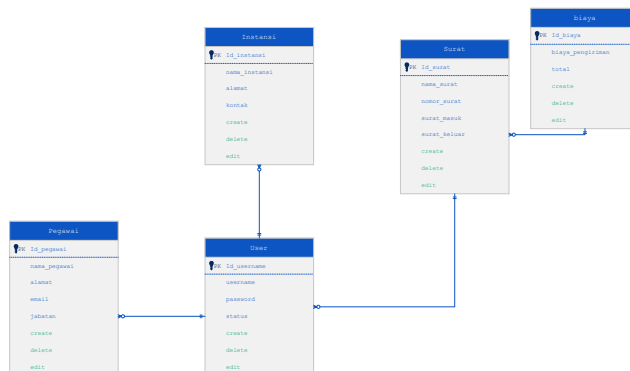 Instansi
PK Id_instansi
nama_instansi
alamat
kontak
create
delete
edit
Surat
PK Id_surat
nama_surat
nomor_surat
surat_masuk
surat_keluar
create
delete
edit
biaya
PK Id_biaya
biaya_pengiriman
total
create
delete
edit
Pegawai
PK Id_pegawai
nama_pegawai
alamat
email
jabatan
create
delete
edit
User
PK Id_username
username
password
status
create
delete
edit